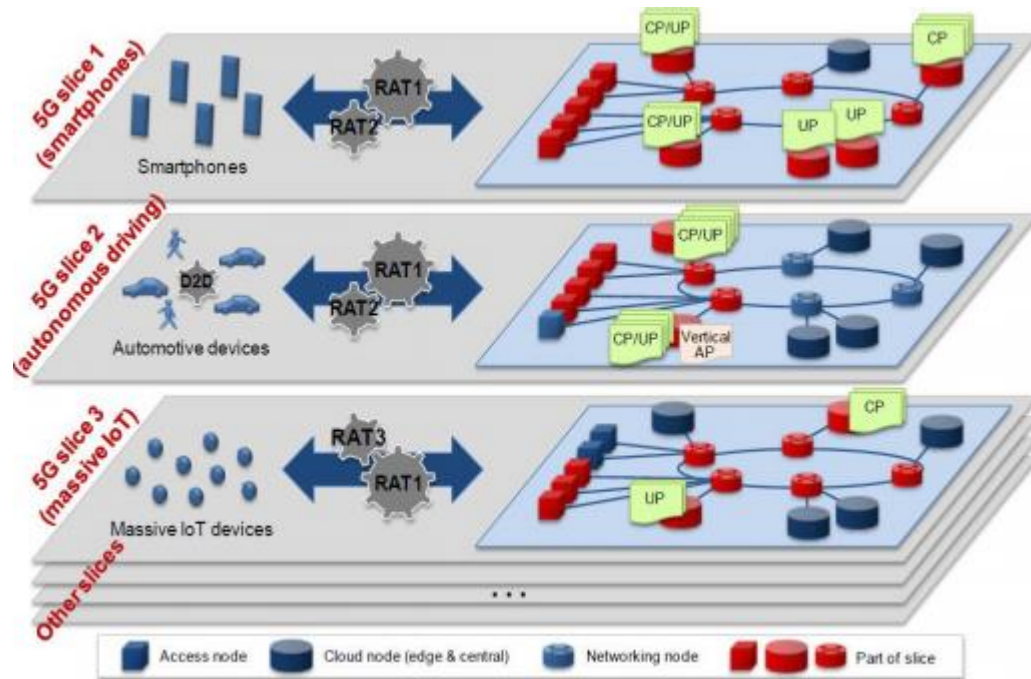 5G slice 1
(smartphones)
Smartphones
RAT1
RAT2
CP/UP
CP/UP
UP
UP
CP
5G slice 2
(autonomous driving)
D2D
Automotive devices
RAT1
RAT2
CP/UP
CP/UP
Vertical
AP
5G slice 3
(massive IoT)
Massive IoT devices
RAT3
RAT1
UP
CP
Other slices
...
Access node
Cloud node (edge & central)
Networking node
Part of slice